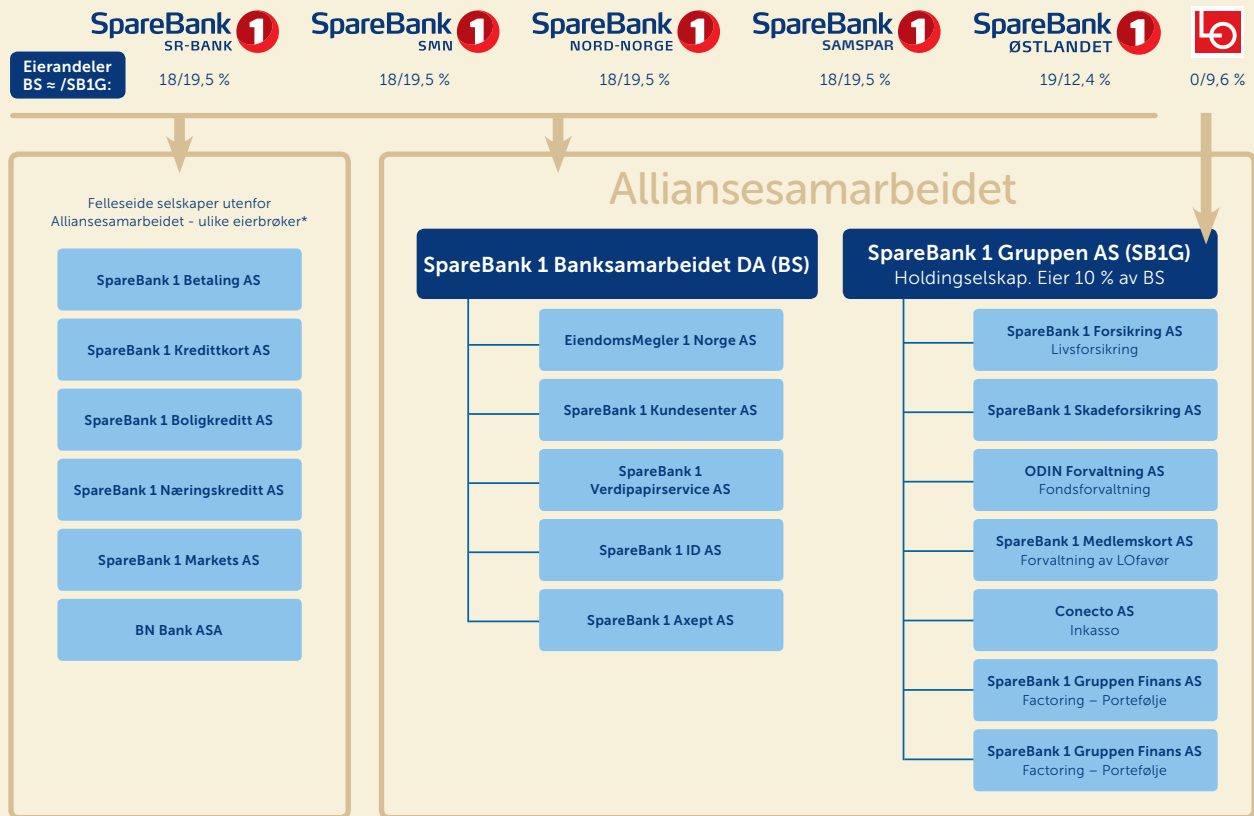 SpareBank 1
SR-BANK
SpareBank 1
SMN
SpareBank 1
NORD-NORGE
SpareBank 1
SAMSPAR
SpareBank 1
ØSTLANDET
LO
Eierandeler
BS ≈ /SB1G:
18/19,5 %
18/19,5 %
18/19,5 %
18/19,5 %
19/12,4 %
0/9,6 %
Felleseide selskaper utenfor
Alliansesamarbeidet - ulike eierbrøker*
SpareBank 1 Betaling AS
SpareBank 1 Kredittkort AS
SpareBank 1 Boligkreditt AS
SpareBank 1 Næringskreditt AS
SpareBank 1 Markets AS
BN Bank ASA
Alliansesamarbeidet
SpareBank 1 Banksamarbeidet DA (BS)
EiendomsMegler 1 Norge AS
SpareBank 1 Kundesenter AS
SpareBank 1
Verdipapirservice AS
SpareBank 1 ID AS
SpareBank 1 Axept AS
SpareBank 1 Gruppen AS (SB1G)
Holdingselskap. Eier 10 % av BS
SpareBank 1 Forsikring AS
Livsforsikring
SpareBank 1 Skadeforsikring AS
ODIN Forvaltning AS
Fondsforvaltning
SpareBank 1 Medlemskort AS
Forvaltning av LOfavør
Conecto AS
Inkasso
SpareBank 1 Gruppen Finans AS
Factoring – Portefølje
SpareBank 1 Gruppen Finans AS
Factoring – Portefølje